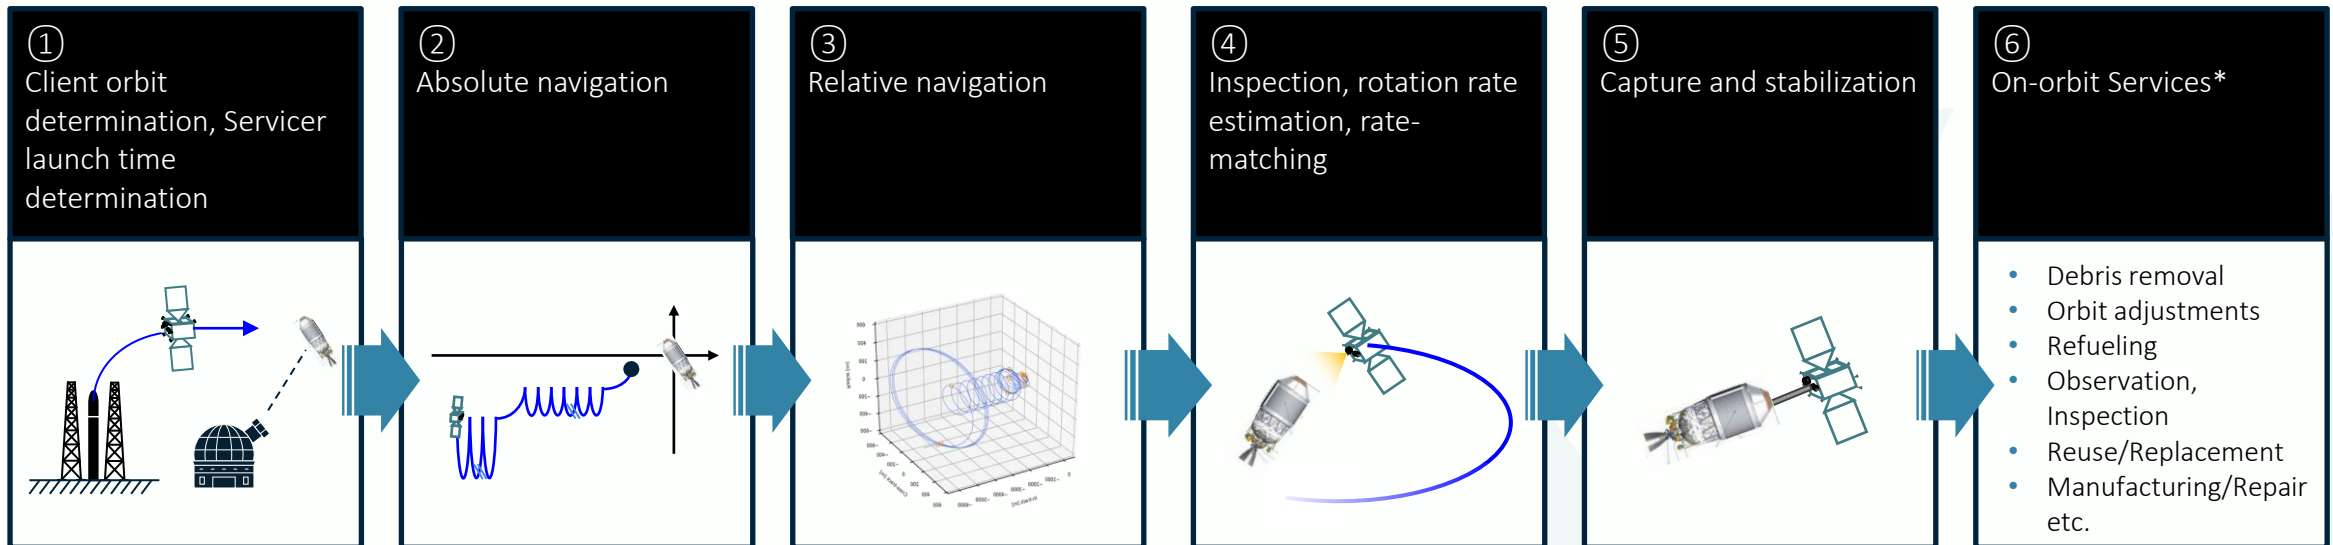 ①
Client orbit
determination, Servicer
launch time
determination
②
Absolute navigation
③
Relative navigation
④
Inspection, rotation rate
estimation, rate-
matching
⑤
Capture and stabilization
⑥
On-orbit Services*
• Debris removal
• Orbit adjustments
• Refueling
• Observation,
Inspection
• Reuse/Replacement
• Manufacturing/Repair
etc.